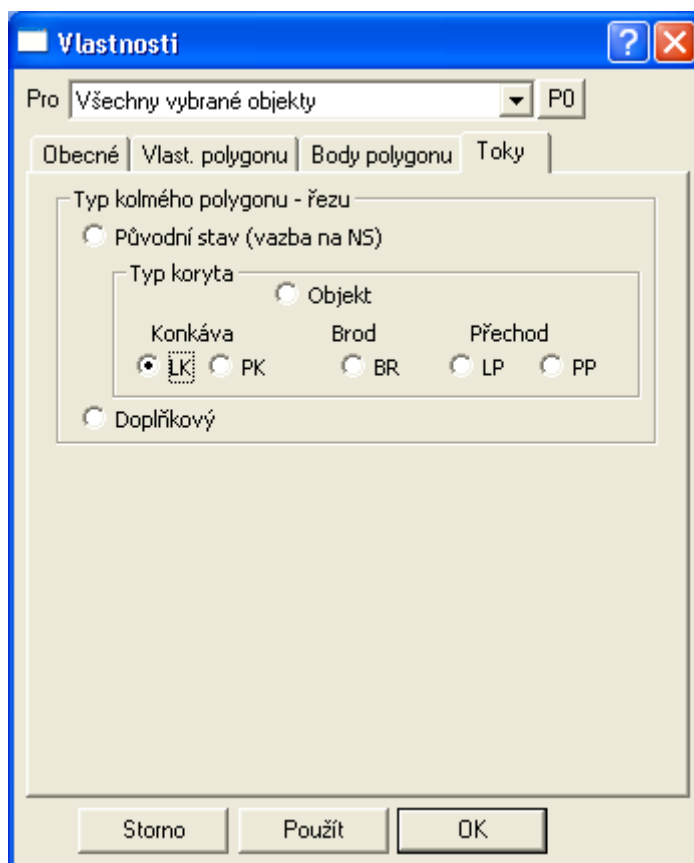 Vlastnosti
Pro Všechny vybrané objekty P0
Obecné Vlast. polygonu Body polygonu Toky
Typ kolmého polygonu - řezu
Původní stav (vazba na NS)
Typ koryta
Objekt
Konkáva Brod Přechod
LK PK BR LP PP
Doplňkový
Storno Použít OK